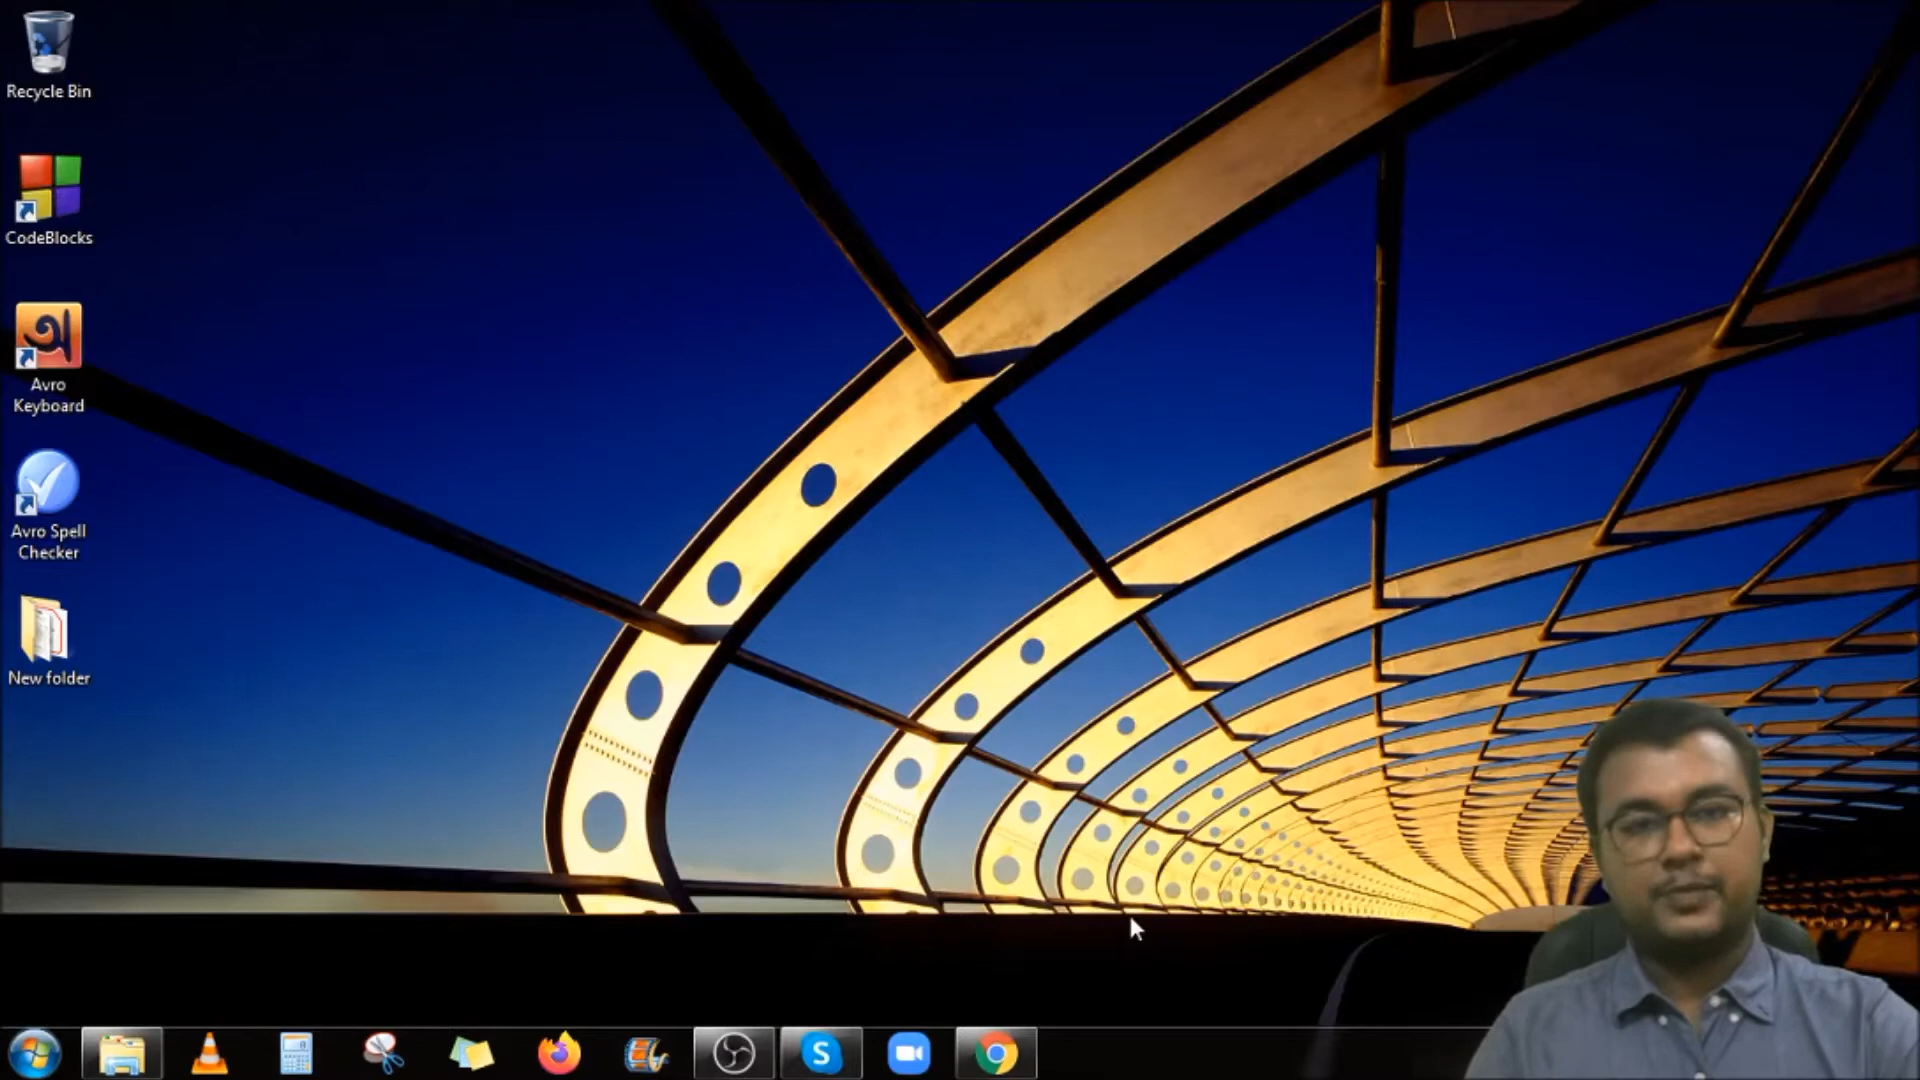 Recycle Bin
CodeBlocks
অ
Avro
Keyboard
Avro Spell
Checker
New folder
S